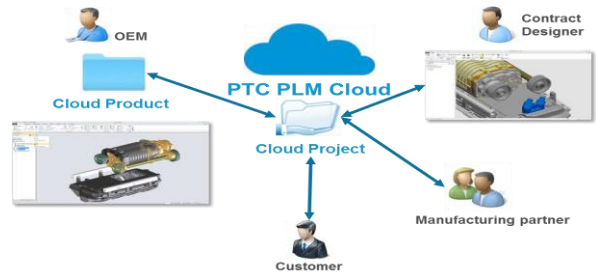 OEM
Contract
Designer
PTC PLM Cloud
Cloud Product
Cloud Project
Manufacturing partner
Customer